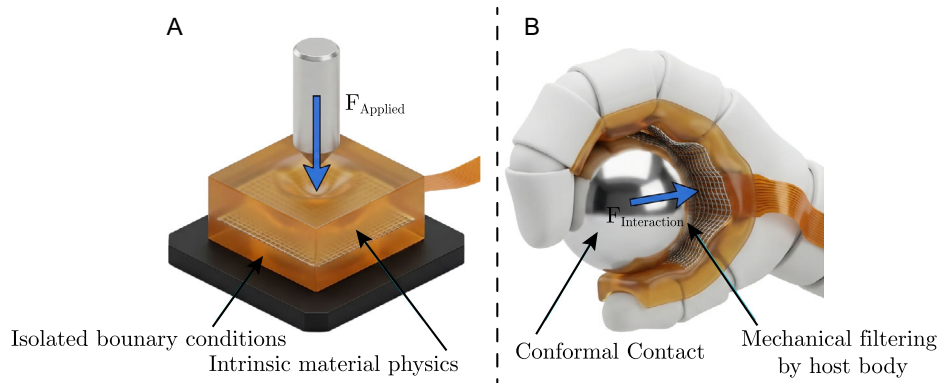 A
F_Applied
Isolated bounary conditions
Intrinsic material physics
B
F_Interaction
Conformal Contact
Mechanical filtering
by host body